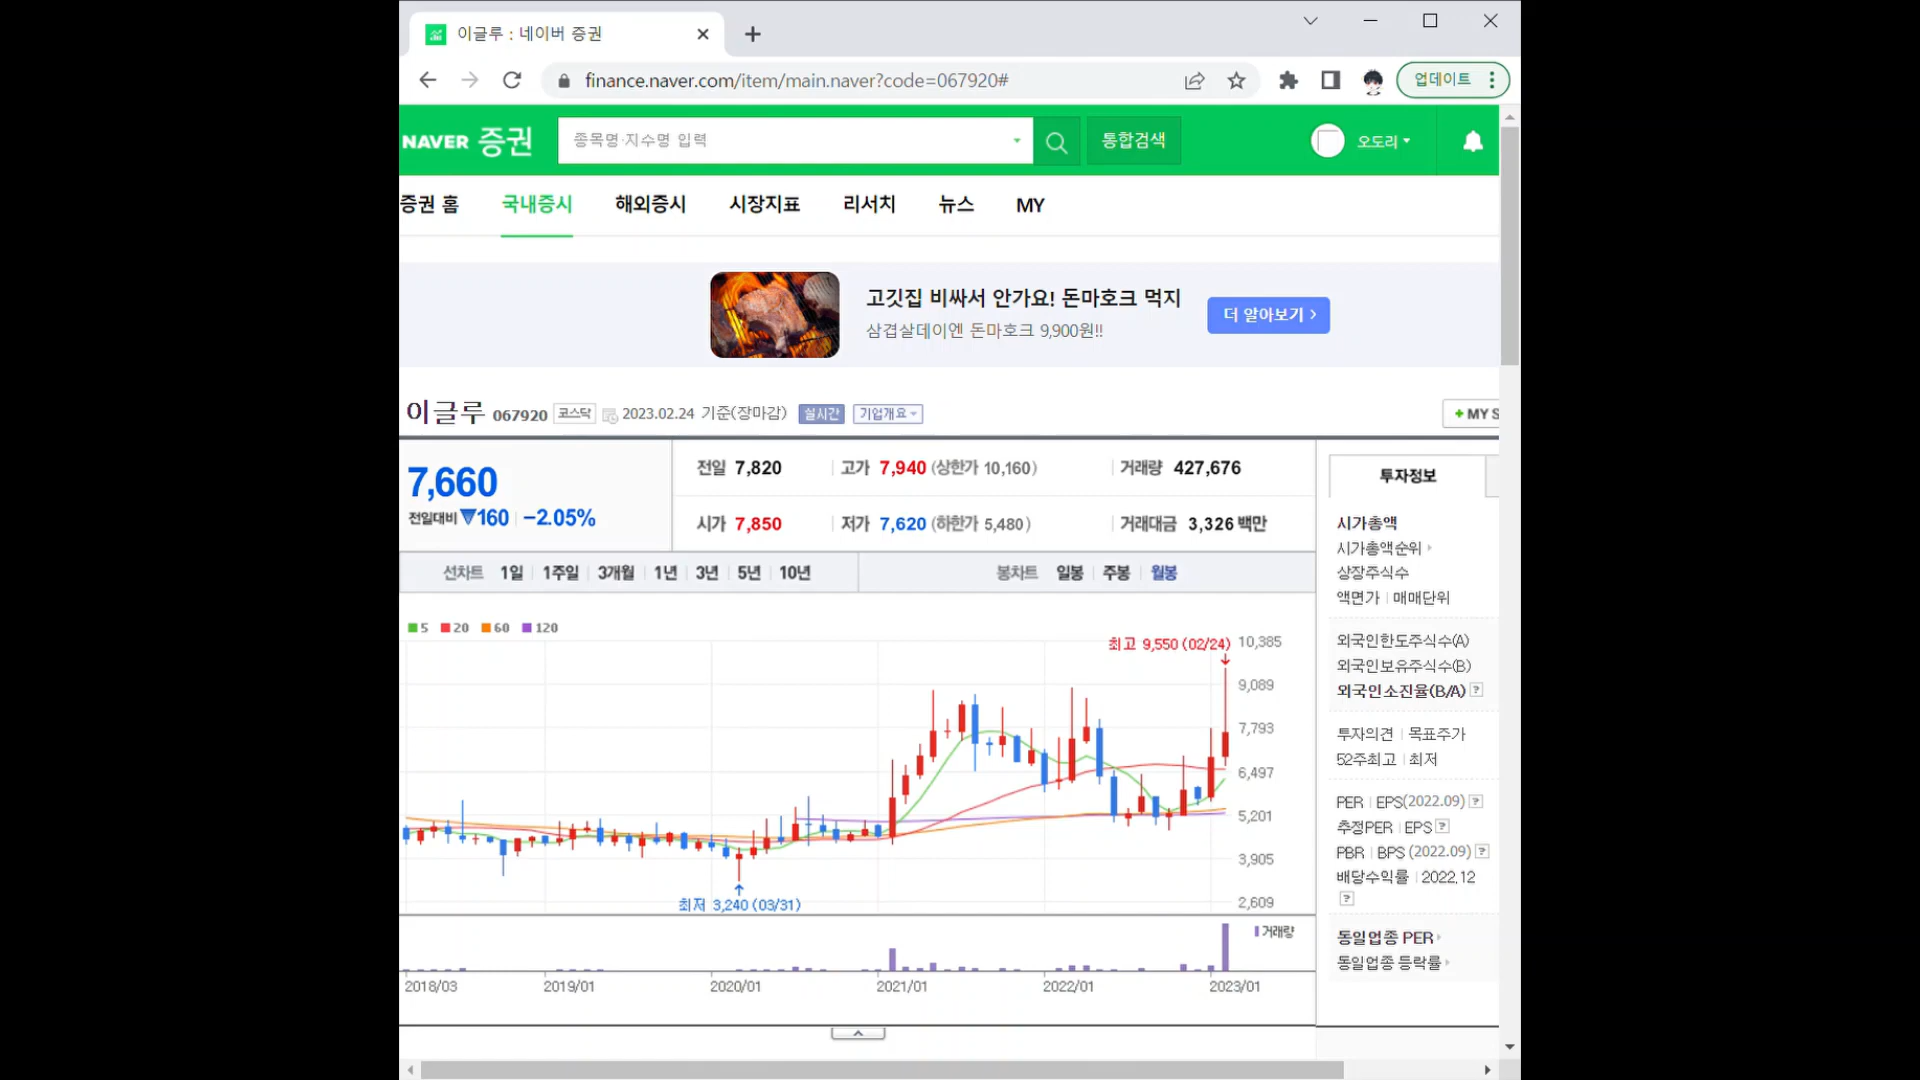 이글루 : 네이버 증권
finance.naver.com/item/main.naver?code=067920#
업데이트
NAVER 증권
종목명·지수명 입력
통합검색
오도리
증권 홈
국내증시
해외증시
시장지표
리서치
뉴스
MY
고깃집 비싸서 안가요! 돈마호크 먹지
삼겹살데이엔 돈마호크 9,900원!!
더 알아보기 >
이글루 067920 코스닥 2023.02.24 기준(장마감) 실시간 기업개요
+ MY S
7,660
전일대비 ▼160 | -2.05%
전일 7,820 | 고가 7,940 (상한가 10,160) | 거래량 427,676
시가 7,850 | 저가 7,620 (하한가 5,480) | 거래대금 3,326 백만
선차트 1일 | 1주일 | 3개월 | 1년 | 3년 | 5년 | 10년
봉차트 일봉 | 주봉 | 월봉
5 20 60 120
최고 9,550 (02/24)
10,385
9,089
7,793
6,497
5,201
3,905
2,609
최저 3,240 (03/31)
거래량
2018/03 2019/01 2020/01 2021/01 2022/01 2023/01
투자정보
시가총액
시가총액순위
상장주식수
액면가 | 매매단위
외국인한도주식수(A)
외국인보유주식수(B)
외국인소진율(B/A) ?
투자의견 | 목표주가
52주최고 | 최저
PER | EPS(2022.09) ?
추정PER | EPS ?
PBR | BPS (2022.09) ?
배당수익률 | 2022.12
?
동일업종 PER
동일업종 등락률